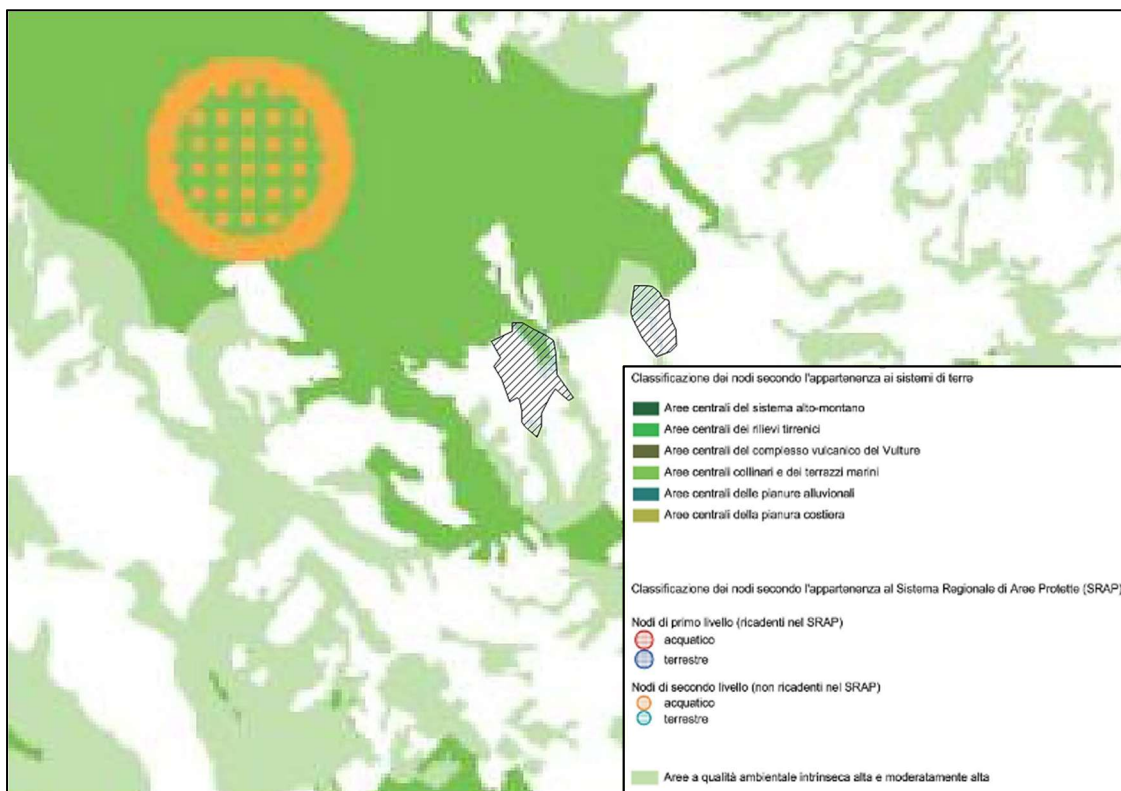 Classificazione dei nodi secondo l'appartenenza ai sistemi di terre
Aree centrali del sistema alto-montano
Aree centrali dei rilievi tirrenici
Aree centrali del complesso vulcanico del Vulture
Aree centrali collinari e dei terrazzi marini
Aree centrali delle pianure alluvionali
Aree centrali della pianura costiera
Classificazione dei nodi secondo l'appartenenza al Sistema Regionale di Aree Protette (SRAP)
Nodi di primo livello (ricadenti nel SRAP)
acquatico
terrestre
Nodi di secondo livello (non ricadenti nel SRAP)
acquatico
terrestre
Aree a qualità ambientale intrinseca alta e moderatamente alta